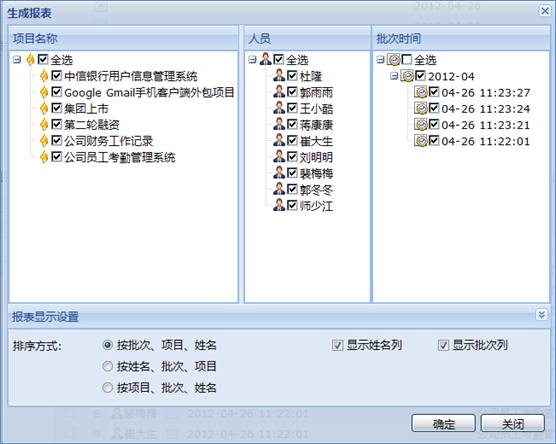 2012-04-26
生成报表
项目名称
全选
中信银行用户信息管理系统
Google Gmail手机客户端外包项目
集团上市
第二轮融资
公司财务工作记录
公司员工考勤管理系统
人员
全选
杜隆
郭雨雨
王小酷
蒋康康
崔大生
刘明明
裴梅梅
郭冬冬
师少江
批次时间
全选
2012-04
04-26 11:23:27
04-26 11:23:24
04-26 11:23:21
04-26 11:22:01
报表显示设置
排序方式:
按批次、项目、姓名
显示姓名列
显示批次列
按姓名、批次、项目
按项目、批次、姓名
8 裴梅梅 2012-04-26 11:22:01
确定
关闭
9 崔大生 2012-04-26 11:22:01